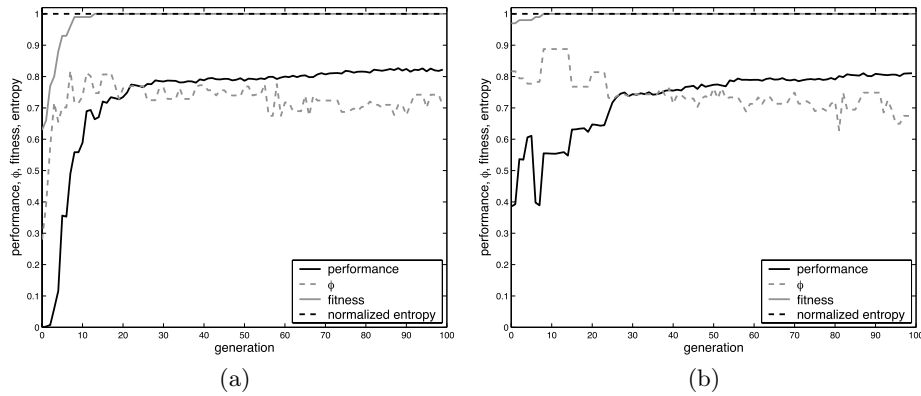 performance, ϕ, fitness, entropy
1
0.9
0.8
0.7
0.6
0.5
0.4
0.3
0.2
0.1
0
0 10 20 30 40 50 60 70 80 90 100
generation
performance
ϕ
fitness
normalized entropy
(a)
performance, ϕ, fitness, entropy
1
0.9
0.8
0.7
0.6
0.5
0.4
0.3
0.2
0.1
0
0 10 20 30 40 50 60 70 80 90 100
generation
performance
ϕ
fitness
normalized entropy
(b)